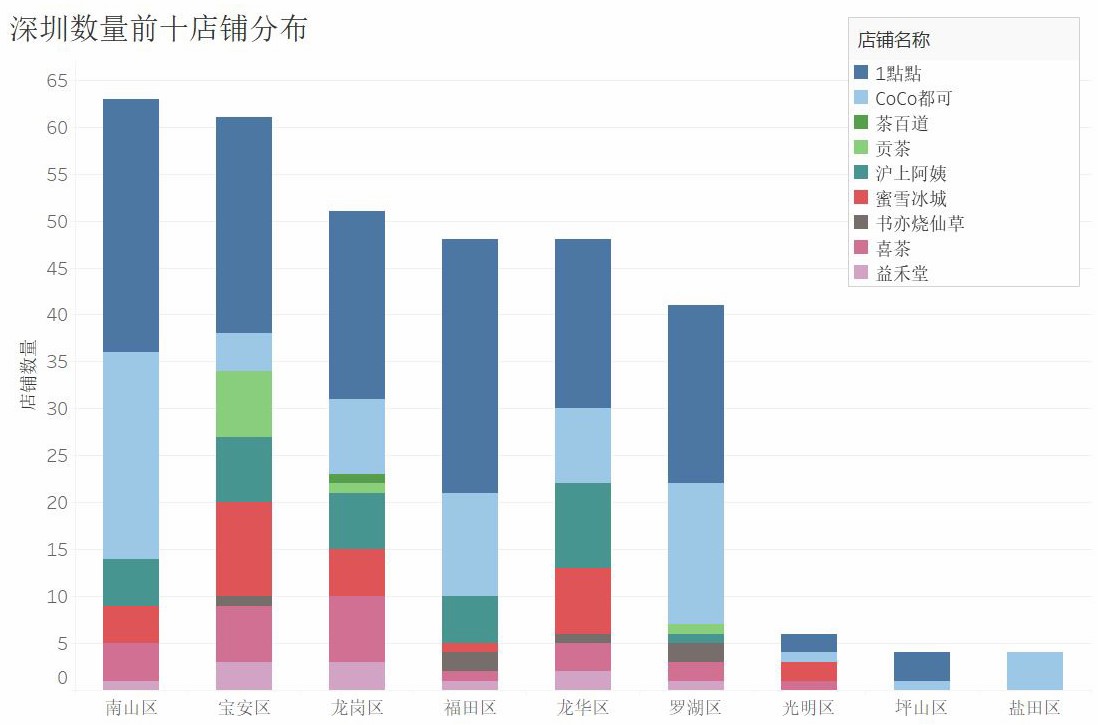 深圳数量前十店铺分布
店铺名称
1點點
CoCo都可
茶百道
贡茶
沪上阿姨
蜜雪冰城
书亦烧仙草
喜茶
益禾堂
店铺数量
65
60
55
50
45
40
35
30
25
20
15
10
5
0
南山区 宝安区 龙岗区 福田区 龙华区 罗湖区 光明区 坪山区 盐田区